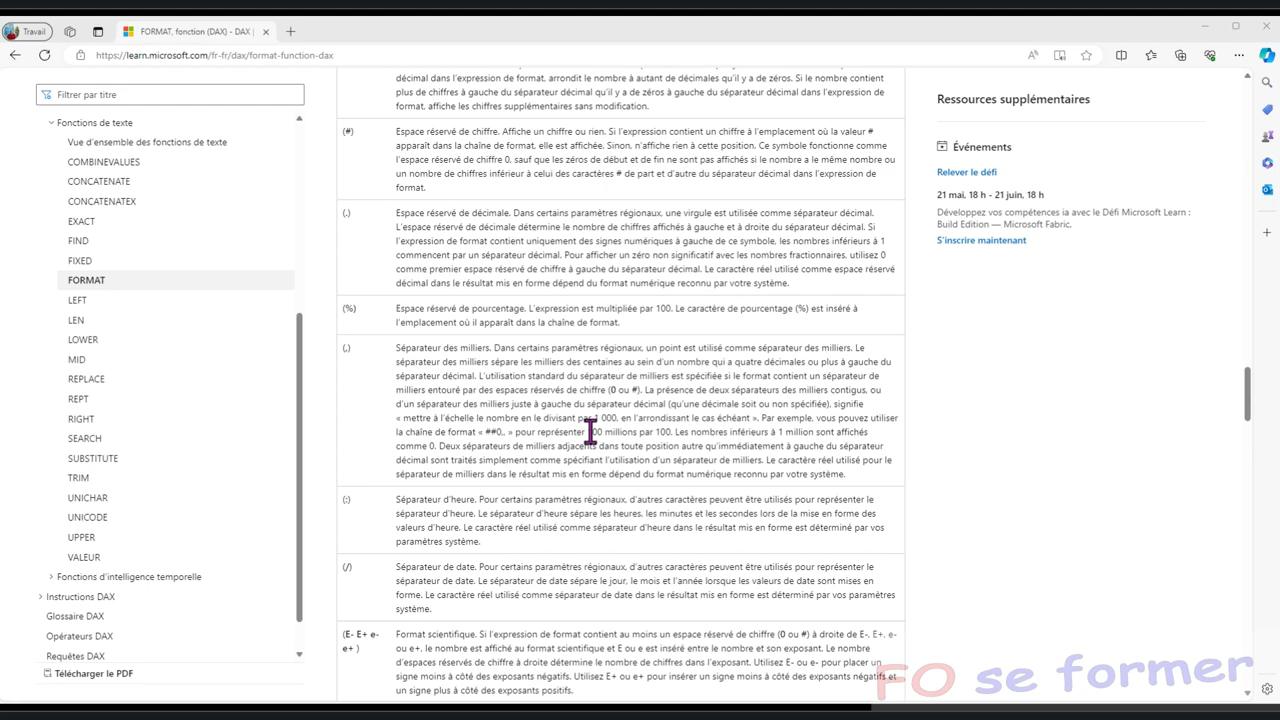 Travail
FORMAT, fonction (DAX) - DAX |
https://learn.microsoft.com/fr-fr/dax/format-function-dax
Filtrer par titre
Fonctions de texte
Vue d'ensemble des fonctions de texte
COMBINEVALUES
CONCATENATE
CONCATENATEX
EXACT
FIND
FIXED
FORMAT
LEFT
LEN
LOWER
MID
REPLACE
REPT
RIGHT
SEARCH
SUBSTITUTE
TRIM
UNICHAR
UNICODE
UPPER
VALEUR
Fonctions d'intelligence temporelle
Instructions DAX
Glossaire DAX
Opérateurs DAX
Requêtes DAX
Télécharger le PDF
décimal dans l'expression de format, arrondit le nombre à autant de décimales qu'il y a de zéros. Si le nombre contient
plus de chiffres à gauche du séparateur décimal qu'il y a de zéros à gauche du séparateur décimal dans l'expression de
format, affiche les chiffres supplémentaires sans modification.
(#) Espace réservé de chiffre. Affiche un chiffre ou rien. Si l'expression contient un chiffre à l'emplacement où la valeur #
apparaît dans la chaîne de format, elle est affichée. Sinon, n'affiche rien à cette position. Ce symbole fonctionne comme
l'espace réservé de chiffre 0, sauf que les zéros de début et de fin ne sont pas affichés si le nombre a le même nombre ou
un nombre de chiffres inférieur à celui des caractères # de part et d'autre du séparateur décimal dans l'expression de
format.
(.) Espace réservé de décimale. Dans certains paramètres régionaux, une virgule est utilisée comme séparateur décimal.
L'espace réservé de décimale détermine le nombre de chiffres affichés à gauche et à droite du séparateur décimal. Si
l'expression de format contient uniquement des signes numériques à gauche de ce symbole, les nombres inférieurs à 1
commencent par un séparateur décimal. Pour afficher un zéro non significatif avec les nombres fractionnaires, utilisez 0
comme premier espace réservé de chiffre à gauche du séparateur décimal. Le caractère réel utilisé comme espace réservé
décimal dans le résultat mis en forme dépend du format numérique reconnu par votre système.
(%) Espace réservé de pourcentage. L'expression est multipliée par 100. Le caractère de pourcentage (%) est inséré à
l'emplacement où il apparaît dans la chaîne de format.
(,) Séparateur des milliers. Dans certains paramètres régionaux, un point est utilisé comme séparateur des milliers. Le
séparateur des milliers sépare les milliers des centaines au sein d'un nombre qui a quatre décimales ou plus à gauche du
séparateur décimal. L'utilisation standard du séparateur de milliers est spécifiée si le format contient un séparateur de
milliers entouré par des espaces réservés de chiffre (0 ou #). La présence de deux séparateurs des milliers contigus, ou
d'un séparateur des milliers juste à gauche du séparateur décimal (qu'une décimale soit ou non spécifiée), signifie
« mettre à l'échelle le nombre en le divisant par 1 000, en l'arrondissant le cas échéant ». Par exemple, vous pouvez utiliser
la chaîne de format « ##0,, » pour représenter 100 millions par 100. Les nombres inférieurs à 1 million sont affichés
comme 0. Deux séparateurs de milliers adjacents dans toute position autre qu'immédiatement à gauche du séparateur
décimal sont traités simplement comme spécifiant l'utilisation d'un séparateur de milliers. Le caractère réel utilisé pour le
séparateur de milliers dans le résultat mis en forme dépend du format numérique reconnu par votre système.
(:) Séparateur d'heure. Pour certains paramètres régionaux, d'autres caractères peuvent être utilisés pour représenter le
séparateur d'heure. Le séparateur d'heure sépare les heures, les minutes et les secondes lors de la mise en forme des
valeurs d'heure. Le caractère réel utilisé comme séparateur d'heure dans le résultat mis en forme est déterminé par vos
paramètres système.
(/) Séparateur de date. Pour certains paramètres régionaux, d'autres caractères peuvent être utilisés pour représenter le
séparateur de date. Le séparateur de date sépare le jour, le mois et l'année lorsque les valeurs de date sont mises en
forme. Le caractère réel utilisé comme séparateur de date dans le résultat mis en forme est déterminé par vos paramètres
système.
(E- E+ e- Format scientifique. Si l'expression de format contient au moins un espace réservé de chiffre (0 ou #) à droite de E-, E+, e-
e+ ) ou e+, le nombre est affiché au format scientifique et E ou e est inséré entre le nombre et son exposant. Le nombre
d'espaces réservés de chiffre à droite détermine le nombre de chiffres dans l'exposant. Utilisez E- ou e- pour placer un
signe moins à côté des exposants négatifs. Utilisez E+ ou e+ pour insérer un signe moins à côté des exposants négatifs et
un signe plus à côté des exposants positifs.
Ressources supplémentaires
Événements
Relever le défi
21 mai, 18 h - 21 juin, 18 h
Développez vos compétences ia avec le Défi Microsoft Learn :
Build Edition — Microsoft Fabric.
S'inscrire maintenant
FO se former